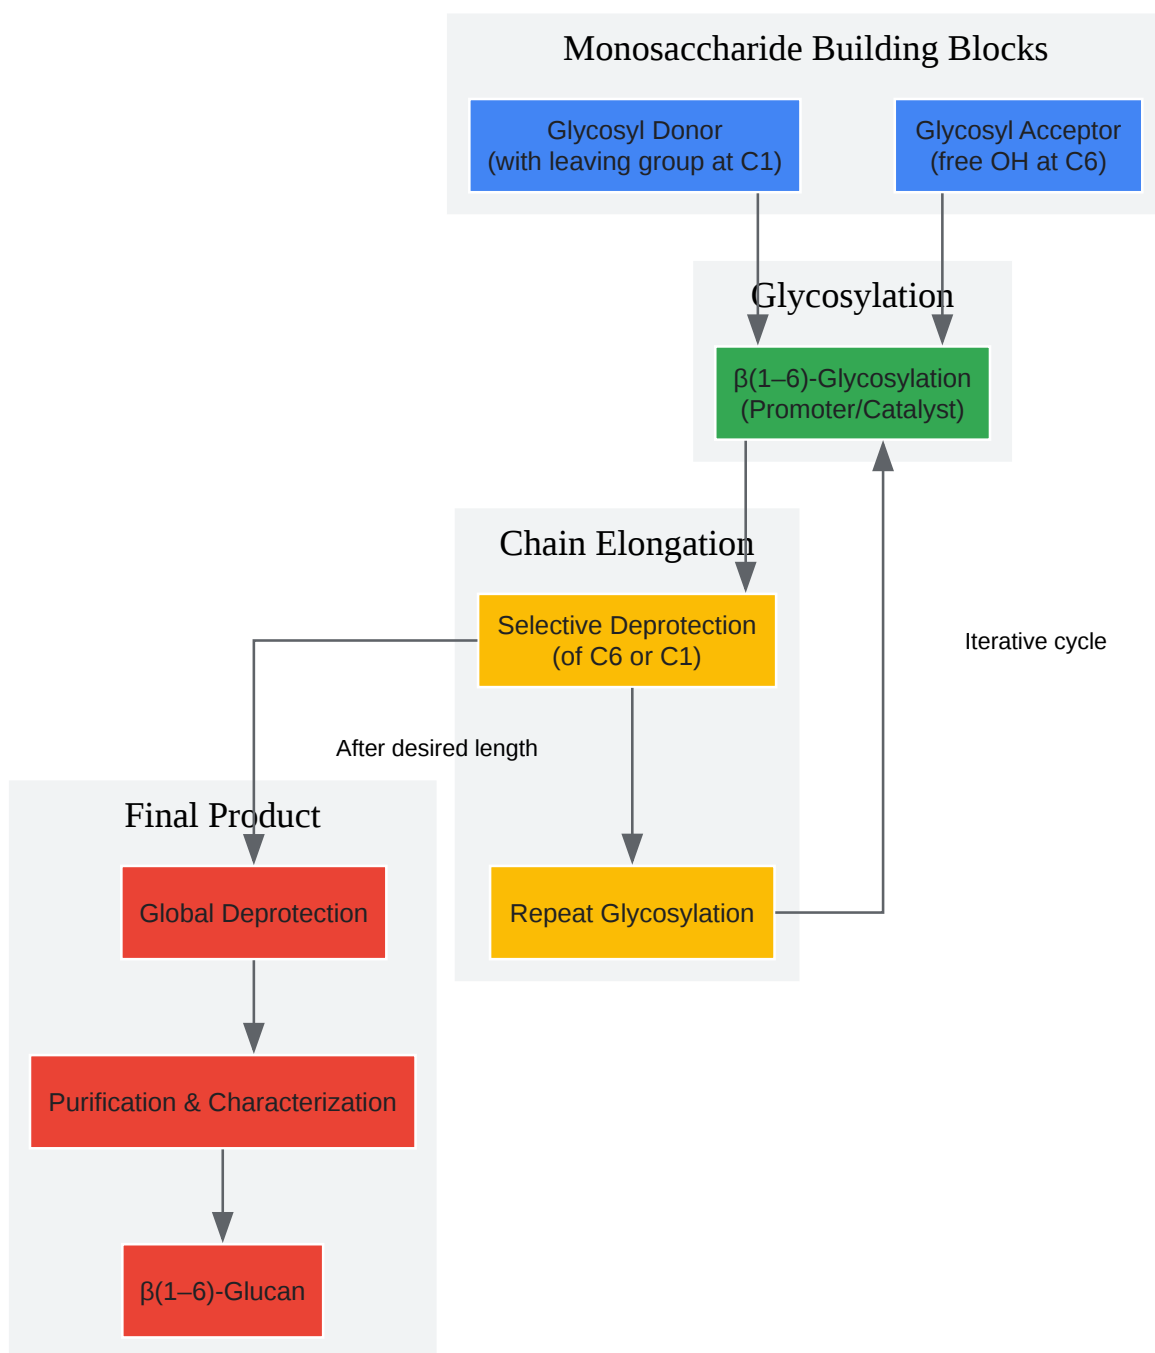 Monosaccharide Building Blocks
Glycosyl Donor
(with leaving group at C1)
Glycosyl Acceptor
(free OH at C6)
Glycosylation
β(1–6)-Glycosylation
(Promoter/Catalyst)
Chain Elongation
Selective Deprotection
(of C6 or C1)
Iterative cycle
After desired length
Repeat Glycosylation
Final Product
Global Deprotection
Purification & Characterization
β(1–6)-Glucan